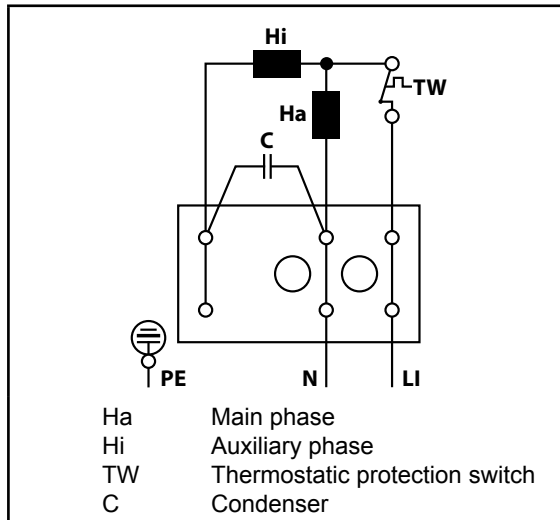 Hi
TW
Ha
C
PE N LI
Ha Main phase
Hi Auxiliary phase
TW Thermostatic protection switch
C Condenser